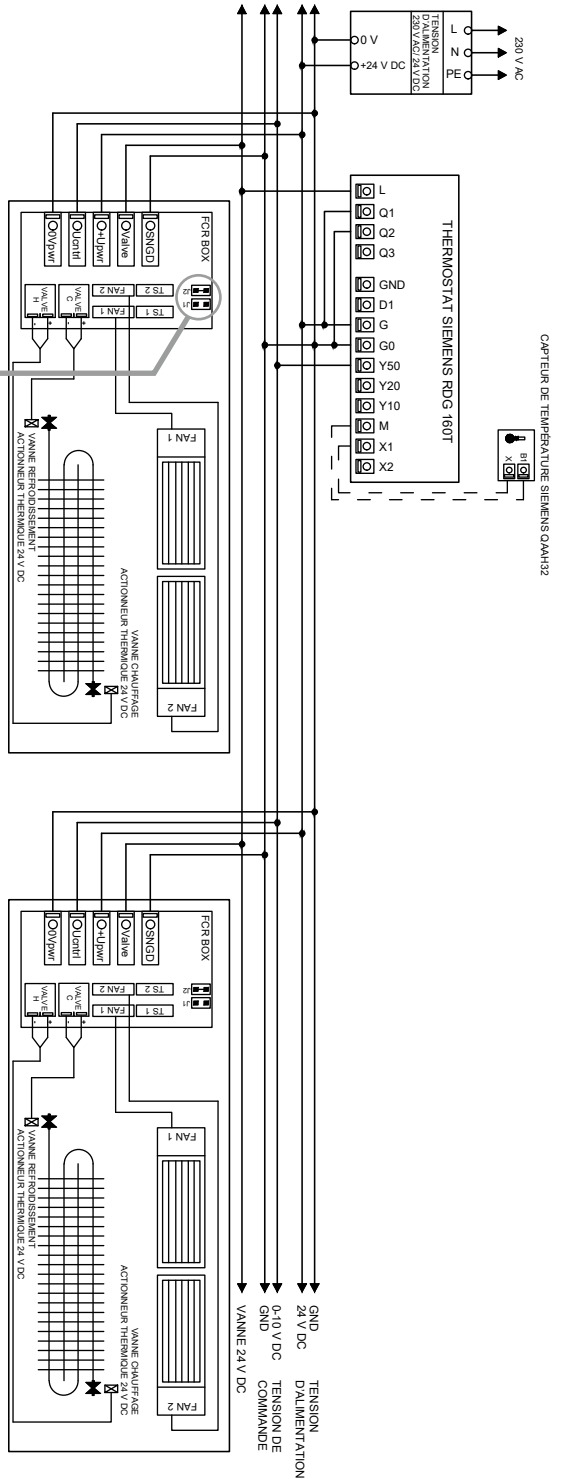 L
N
PE
230 V AC
TENSION
D'ALIMENTATION
230 V AC/ 24 V DC
0 V
+24 V DC
THERMOSTAT SIEMENS RDG 160T
L
Q1
Q2
Q3
GND
D1
G
G0
Y50
Y20
Y10
M
X1
X2
CAPTEUR DE TEMPÉRATURE SIEMENS QAAH32
B1
X
FCR BOX
0Vpwr
Ucntrl
+Upwr
Valve
SNGD
VALVE
H
VALVE
C
FAN 2
FAN 1
TS 2
TS 1
J2
J1
- +
- +
FAN 1
FAN 2
VANNE REFROIDISSEMENT
ACTIONNEUR THERMIQUE 24 V DC
VANNE CHAUFFAGE
ACTIONNEUR THERMIQUE 24 V DC
FCR BOX
0Vpwr
Ucntrl
+Upwr
Valve
SNGD
VALVE
H
VALVE
C
FAN 2
FAN 1
TS 2
TS 1
J2
J1
- +
- +
FAN 1
FAN 2
VANNE REFROIDISSEMENT
ACTIONNEUR THERMIQUE 24 V DC
VANNE CHAUFFAGE
ACTIONNEUR THERMIQUE 24 V DC
GND TENSION
24 V DC D'ALIMENTATION
0-10 V DC TENSION DE
GND COMMANDE
VANNE 24 V DC